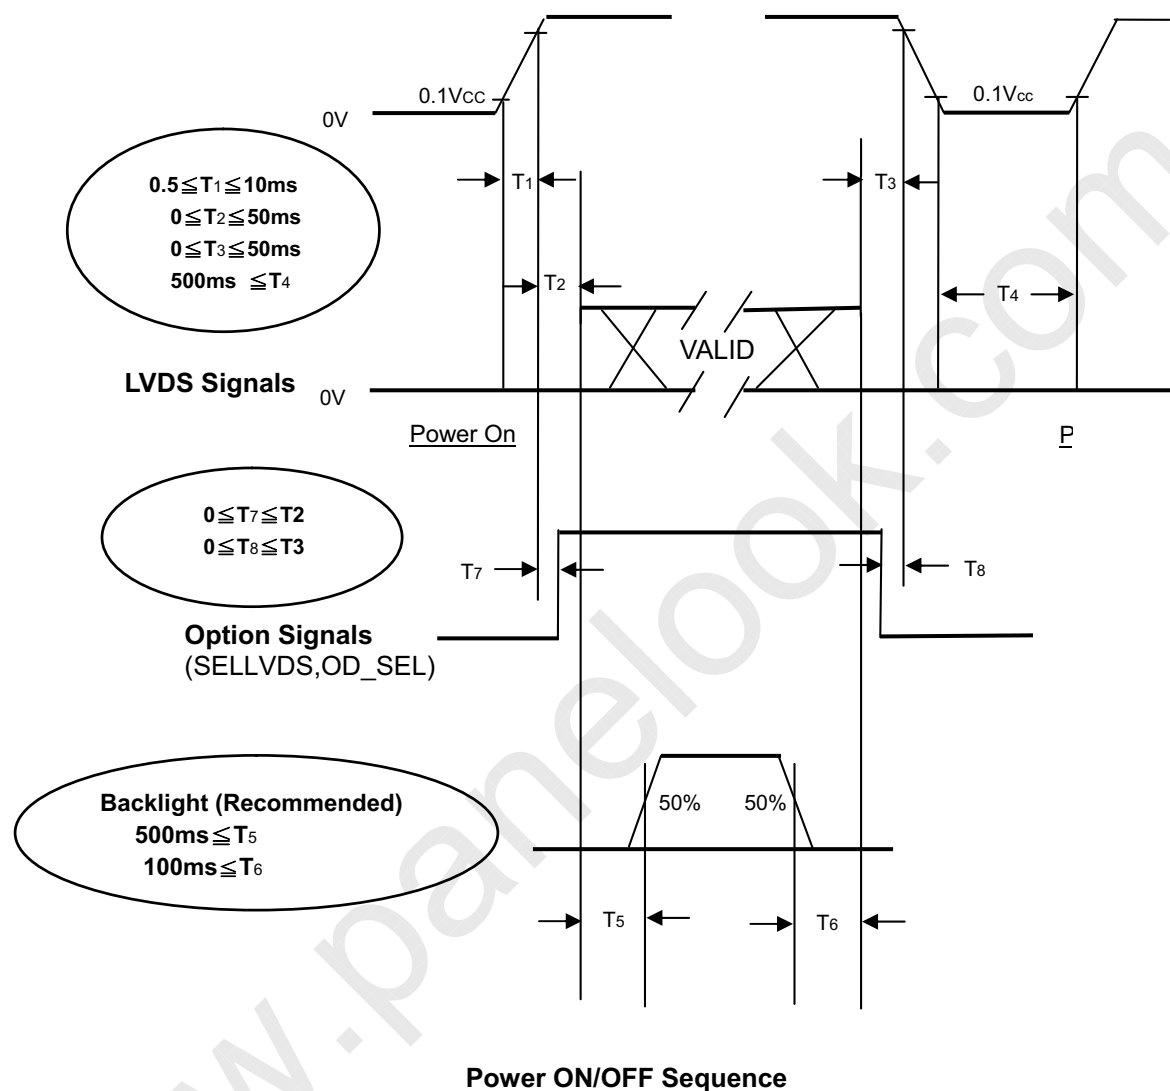 0.1VCC
0.1Vcc
0V
0.5≦T1≦10ms
0≦T2≦50ms
0≦T3≦50ms
500ms ≦T4
T1
T3
T2
T4
VALID
LVDS Signals
0V
Power On
P
0≦T7≦T2
0≦T8≦T3
T7
T8
Option Signals
(SELLVDS,OD_SEL)
Backlight (Recommended)
500ms≦T5
100ms≦T6
50%
50%
T5
T6
Power ON/OFF Sequence
w.panelook.com